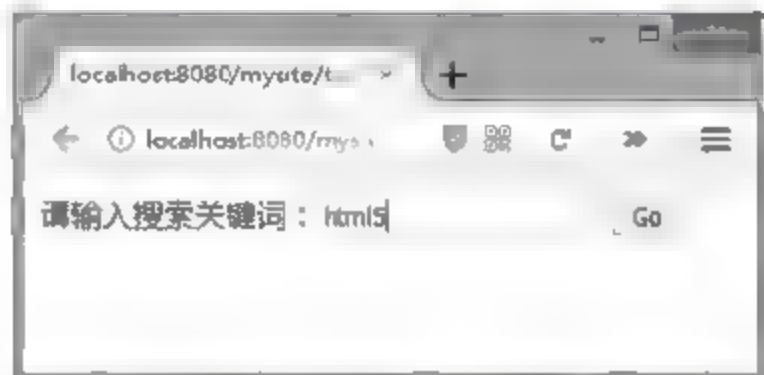 localhost:8080/mysite/t...
localhost:8080/mys
请输入搜索关键词： html5 Go